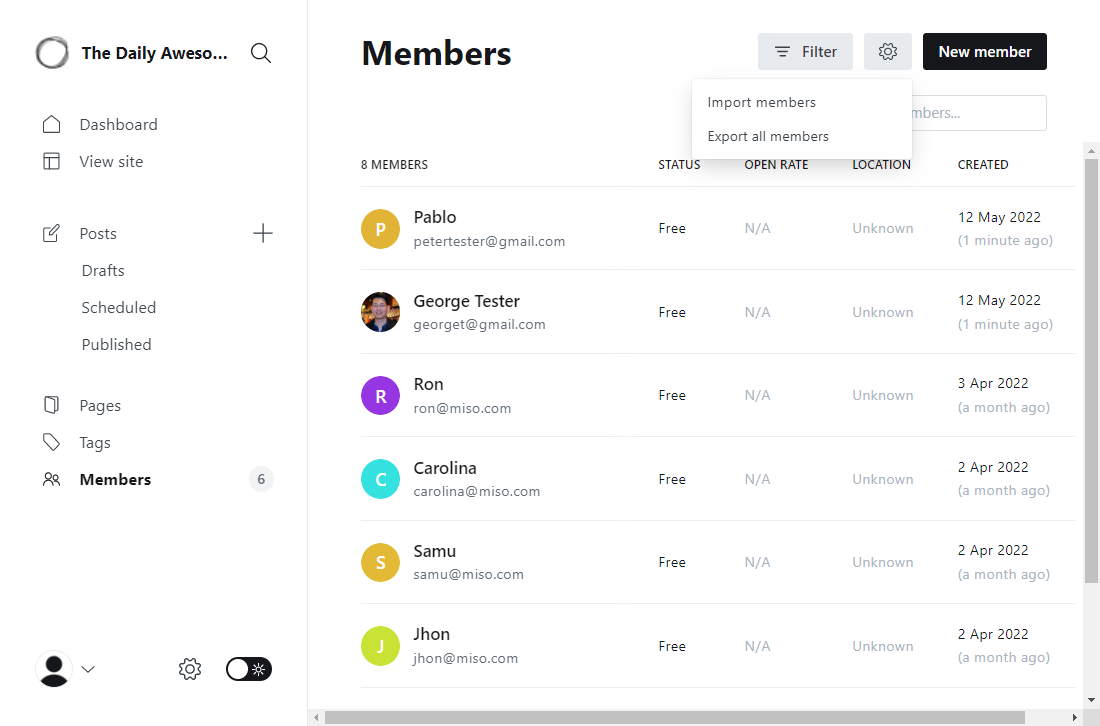 The Daily Aweso...
Dashboard
View site
Posts
Drafts
Scheduled
Published
Pages
Tags
Members 6
Members
Filter
New member
Import members
Export all members
mbers...
8 MEMBERS STATUS OPEN RATE LOCATION CREATED
P Pablo
petertester@gmail.com
Free N/A Unknown
12 May 2022
(1 minute ago)
George Tester
georget@gmail.com
Free N/A Unknown
12 May 2022
(1 minute ago)
R Ron
ron@miso.com
Free N/A Unknown
3 Apr 2022
(a month ago)
C Carolina
carolina@miso.com
Free N/A Unknown
2 Apr 2022
(a month ago)
S Samu
samu@miso.com
Free N/A Unknown
2 Apr 2022
(a month ago)
J Jhon
jhon@miso.com
Free N/A Unknown
2 Apr 2022
(a month ago)